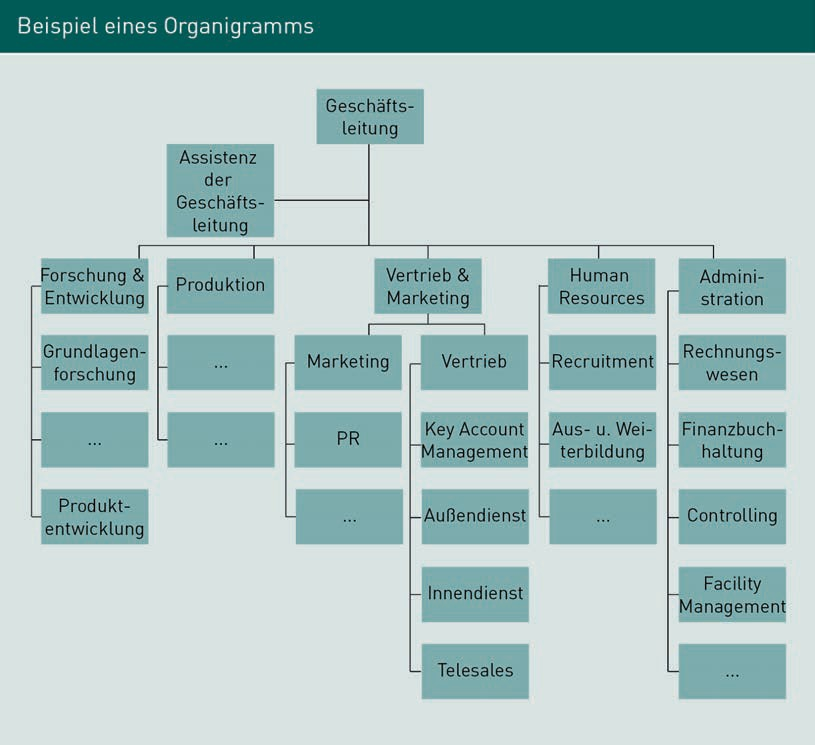 Beispiel eines Organigramms
Geschäfts-
leitung
Assistenz
der
Geschäfts-
leitung
Forschung &
Entwicklung
Produktion
Vertrieb &
Marketing
Human
Resources
Admini-
stration
Grundlagen-
forschung
...
Marketing
Vertrieb
Recruitment
Rechnungs-
wesen
...
...
PR
Key Account
Management
Aus- u. Wei-
terbildung
Finanzbuch-
haltung
Produkt-
entwicklung
...
Außendienst
...
Controlling
Innendienst
Facility
Management
Telesales
...